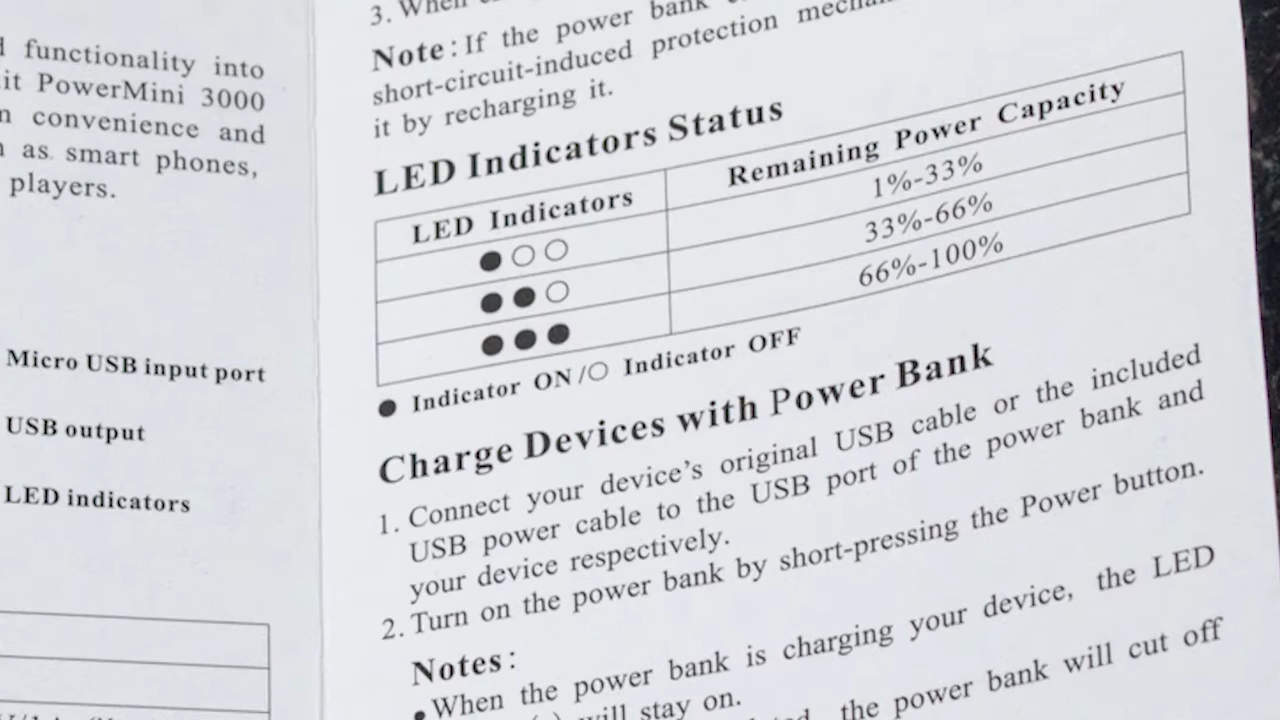 functionality into
it PowerMini 3000
convenience and
as smart phones,
players.
Micro USB input port
USB output
LED indicators
3. When
Note: If the power bank
short-circuit-induced protection
it by recharging it.
LED Indicators Status
LED Indicators Remaining Power Capacity
●○○ 1%-33%
●●○ 33%-66%
●●● 66%-100%
● Indicator ON /○ Indicator OFF
Charge Devices with Power Bank
1. Connect your device's original USB cable or the included
USB power cable to the USB port of the power bank and
your device respectively.
2. Turn on the power bank by short-pressing the Power button.
Notes:
● When the power bank is charging your device, the LED
will stay on.
the power bank will cut off